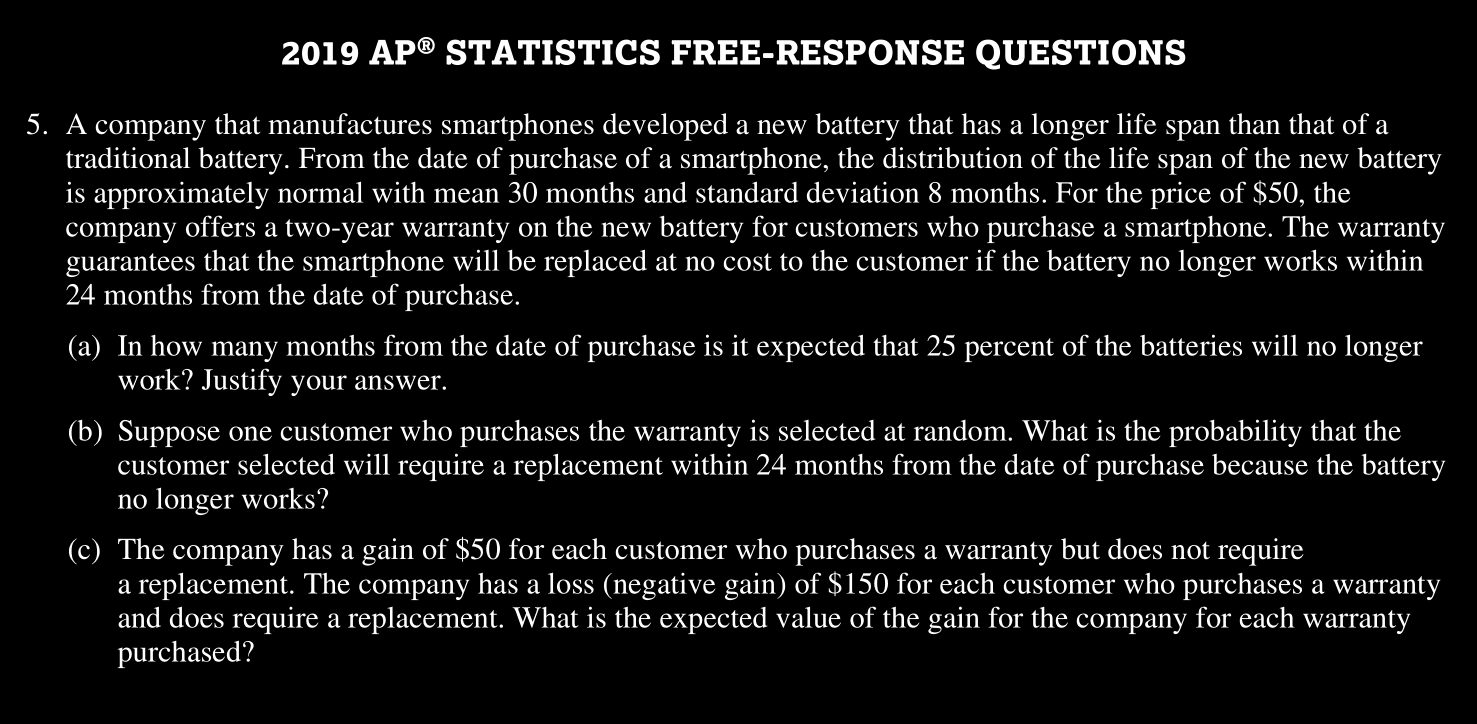 2019 AP® STATISTICS FREE-RESPONSE QUESTIONS
5. A company that manufactures smartphones developed a new battery that has a longer life span than that of a
traditional battery. From the date of purchase of a smartphone, the distribution of the life span of the new battery
is approximately normal with mean 30 months and standard deviation 8 months. For the price of $50, the
company offers a two-year warranty on the new battery for customers who purchase a smartphone. The warranty
guarantees that the smartphone will be replaced at no cost to the customer if the battery no longer works within
24 months from the date of purchase.
(a) In how many months from the date of purchase is it expected that 25 percent of the batteries will no longer
work? Justify your answer.
(b) Suppose one customer who purchases the warranty is selected at random. What is the probability that the
customer selected will require a replacement within 24 months from the date of purchase because the battery
no longer works?
(c) The company has a gain of $50 for each customer who purchases a warranty but does not require
a replacement. The company has a loss (negative gain) of $150 for each customer who purchases a warranty
and does require a replacement. What is the expected value of the gain for the company for each warranty
purchased?